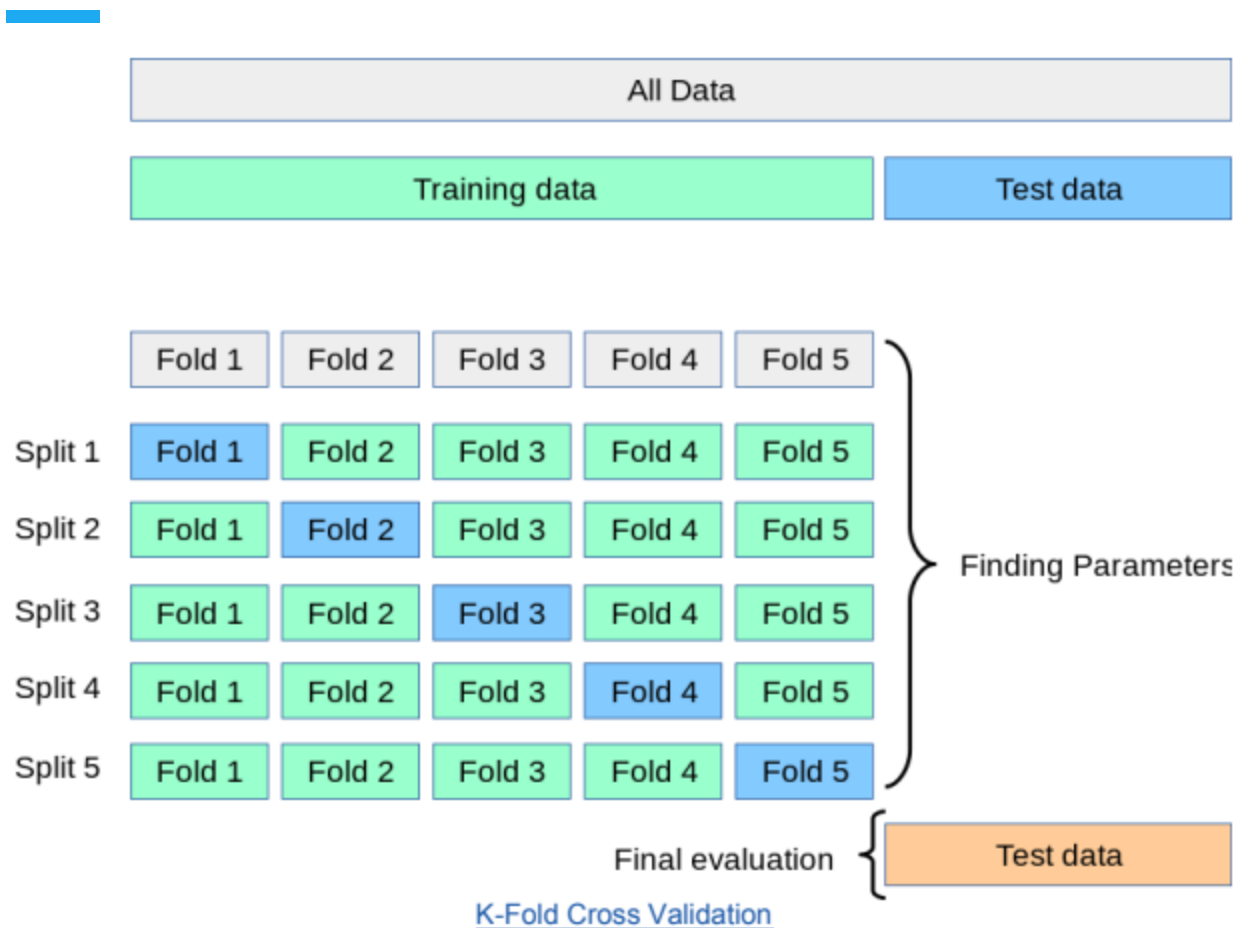 All Data
Training data Test data
Fold 1 Fold 2 Fold 3 Fold 4 Fold 5
Split 1 Fold 1 Fold 2 Fold 3 Fold 4 Fold 5
Split 2 Fold 1 Fold 2 Fold 3 Fold 4 Fold 5
Finding Parameters
Split 3 Fold 1 Fold 2 Fold 3 Fold 4 Fold 5
Split 4 Fold 1 Fold 2 Fold 3 Fold 4 Fold 5
Split 5 Fold 1 Fold 2 Fold 3 Fold 4 Fold 5
Final evaluation Test data
K-Fold Cross Validation